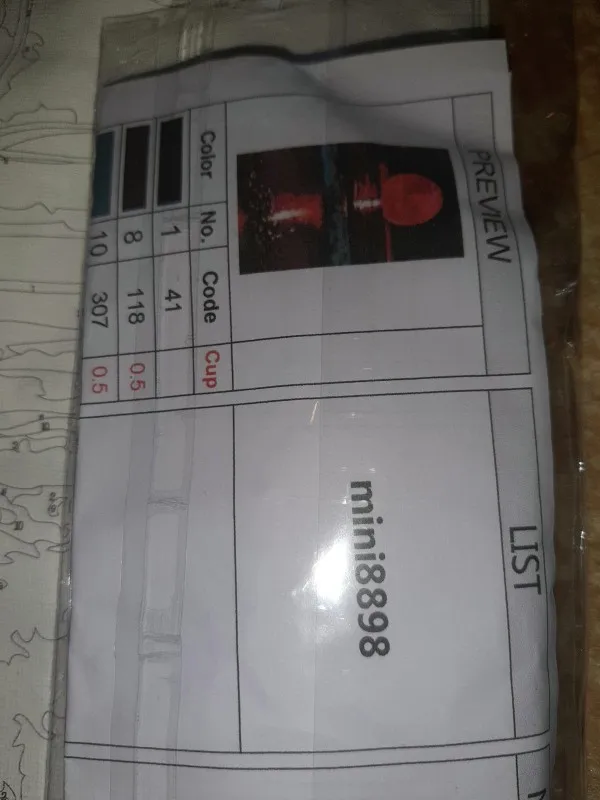 PREVIEW
LIST
mini8898
Color No. Code Cup
1 41
8 118 0.5
10 307 0.5